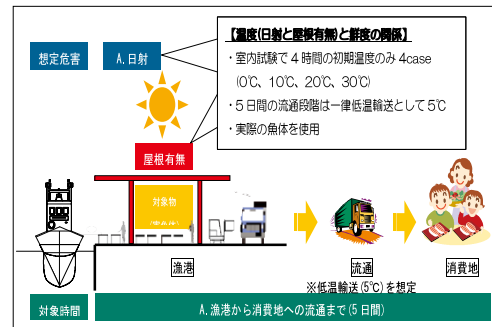 【温度(日射と屋根有無)と鮮度の関係】
・室内試験で4時間の初期温度のみ4case
(0℃、10℃、20℃、30℃)
・5日間の流通段階は一律低温輸送として5℃
・実際の魚体を使用
想定危害
A.日射
屋根有無
対象物
漁港
流通
消費地
※低温輸送(5℃)を想定
対象時間
A.漁港から消費地への流通まで(5日間)